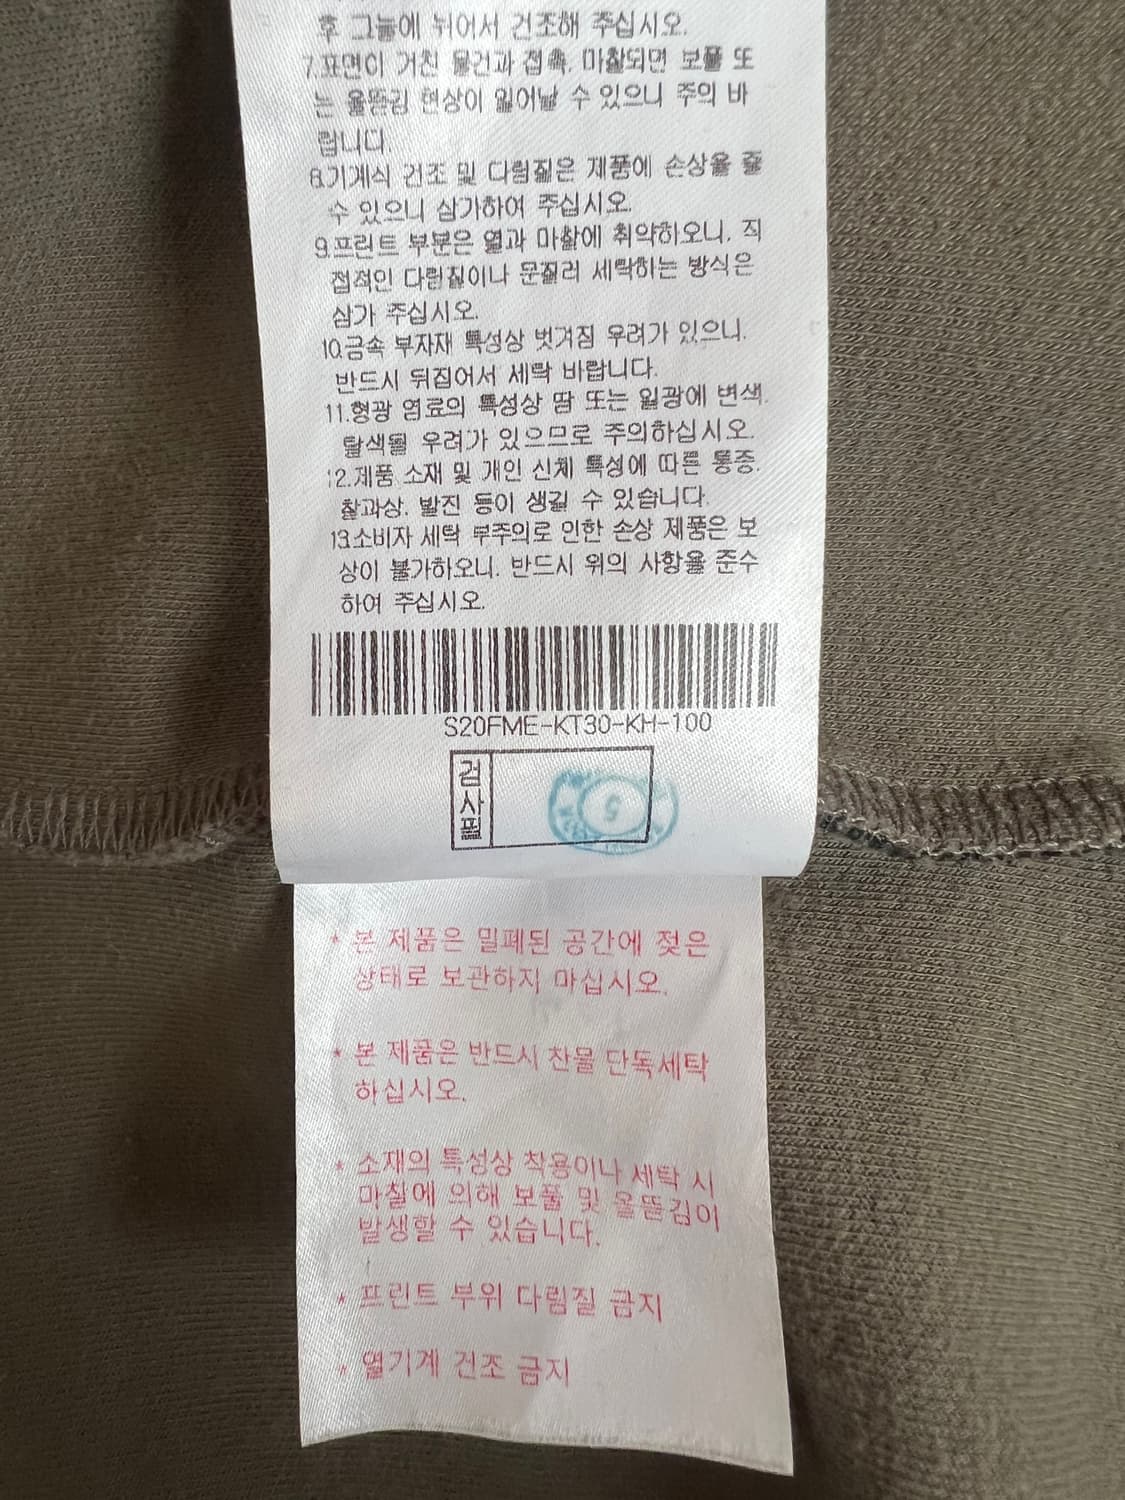 후 그늘에 뉘어서 건조해 주십시오.
7.표면이 거친 물건과 접촉, 마찰되면 보풀 또
는 올뜯김 현상이 일어날 수 있으니 주의 바
랍니다.
8.기계식 건조 및 다림질은 제품에 손상을 줄
수 있으니 삼가하여 주십시오.
9.프린트 부분은 열과 마찰에 취약하오니, 직
접적인 다림질이나 문질러 세탁하는 방식은
삼가 주십시오.
10.금속 부자재 특성상 벗겨짐 우려가 있으니,
반드시 뒤집어서 세탁 바랍니다.
11.형광 염료의 특성상 땀 또는 일광에 변색,
탈색될 우려가 있으므로 주의하십시오.
12.제품 소재 및 개인 신체 특성에 따른 통증,
찰과상, 발진 등이 생길 수 있습니다.
13.소비자 세탁 부주의로 인한 손상 제품은 보
상이 불가하오니, 반드시 위의 사항을 준수
하여 주십시오.
S20FME-KT30-KH-100
검사필
5
* 본 제품은 밀폐된 공간에 젖은
상태로 보관하지 마십시오.
* 본 제품은 반드시 찬물 단독세탁
하십시오.
* 소재의 특성상 착용이나 세탁 시
마찰에 의해 보풀 및 올뜯김이
발생할 수 있습니다.
* 프린트 부위 다림질 금지
* 열기계 건조 금지